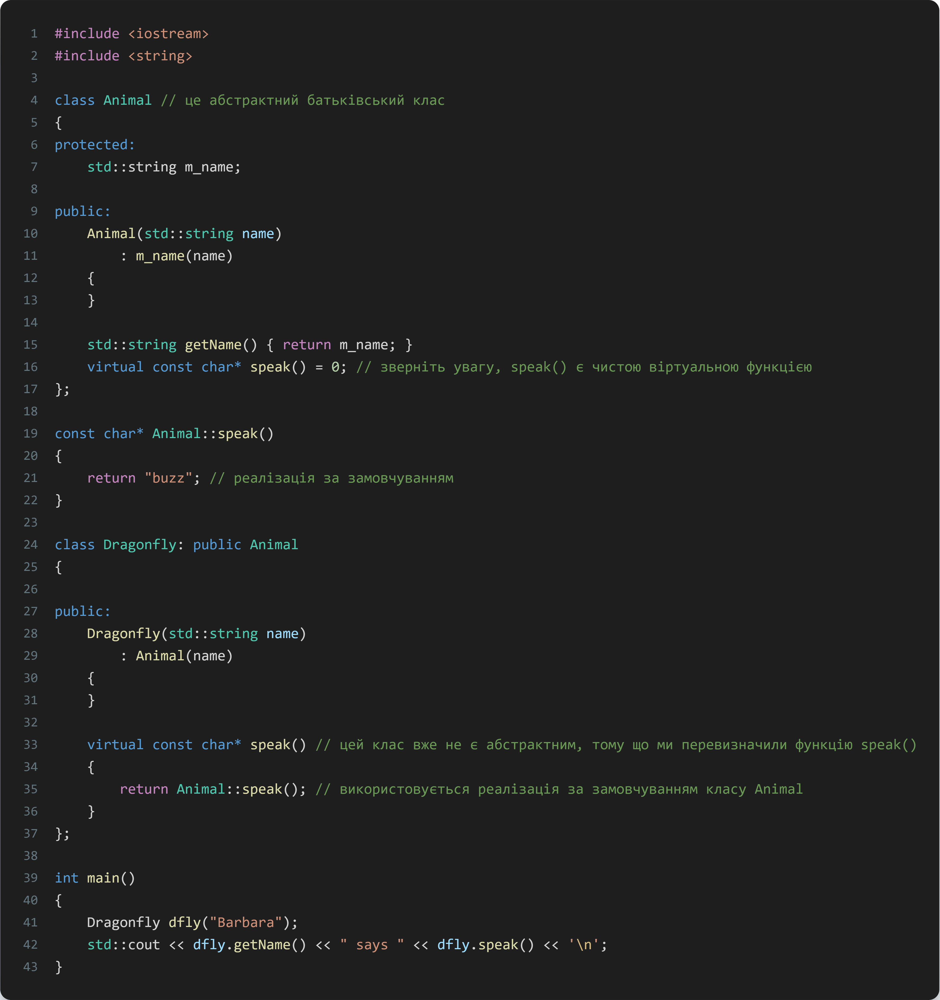 1 #include <iostream>
2 #include <string>
3
4 class Animal // це абстрактний батьківський клас
5 {
6 protected:
7     std::string m_name;
8
9 public:
10     Animal(std::string name)
11         : m_name(name)
12     {
13     }
14
15     std::string getName() { return m_name; }
16     virtual const char* speak() = 0; // зверніть увагу, speak() є чистою віртуальною функцією
17 };
18
19 const char* Animal::speak()
20 {
21     return "buzz"; // реалізація за замовчуванням
22 }
23
24 class Dragonfly: public Animal
25 {
26
27 public:
28     Dragonfly(std::string name)
29         : Animal(name)
30     {
31     }
32
33     virtual const char* speak() // цей клас вже не є абстрактним, тому що ми перевизначили функцію speak()
34     {
35         return Animal::speak(); // використовується реалізація за замовчуванням класу Animal
36     }
37 };
38
39 int main()
40 {
41     Dragonfly dfly("Barbara");
42     std::cout << dfly.getName() << " says " << dfly.speak() << '\n';
43 }